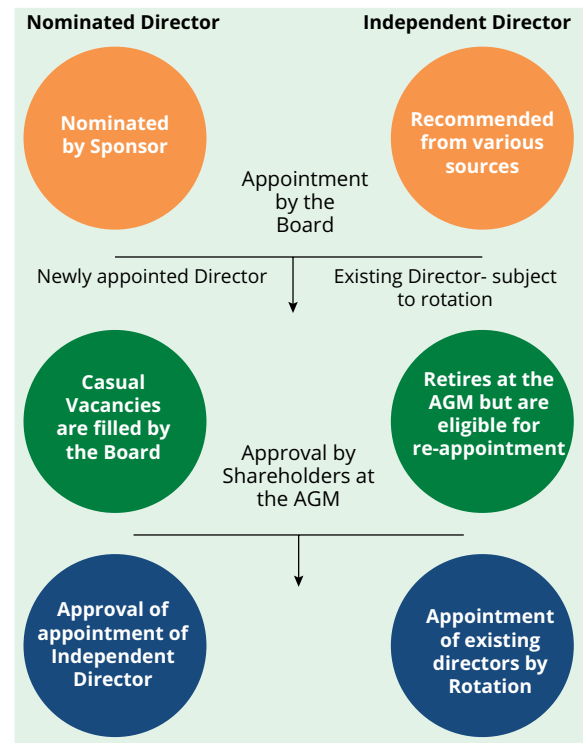 Nominated Director
Independent Director
Nominated
by Sponsor
Recommended
from various
sources
Appointment
by the
Board
Newly appointed Director
Existing Director- subject
to rotation
Casual
Vacancies
are filled by
the Board
Retires at the
AGM but are
eligible for
re-appointment
Approval by
Shareholders at
the AGM
Approval of
appointment of
Independent
Director
Appointment
of existing
directors by
Rotation